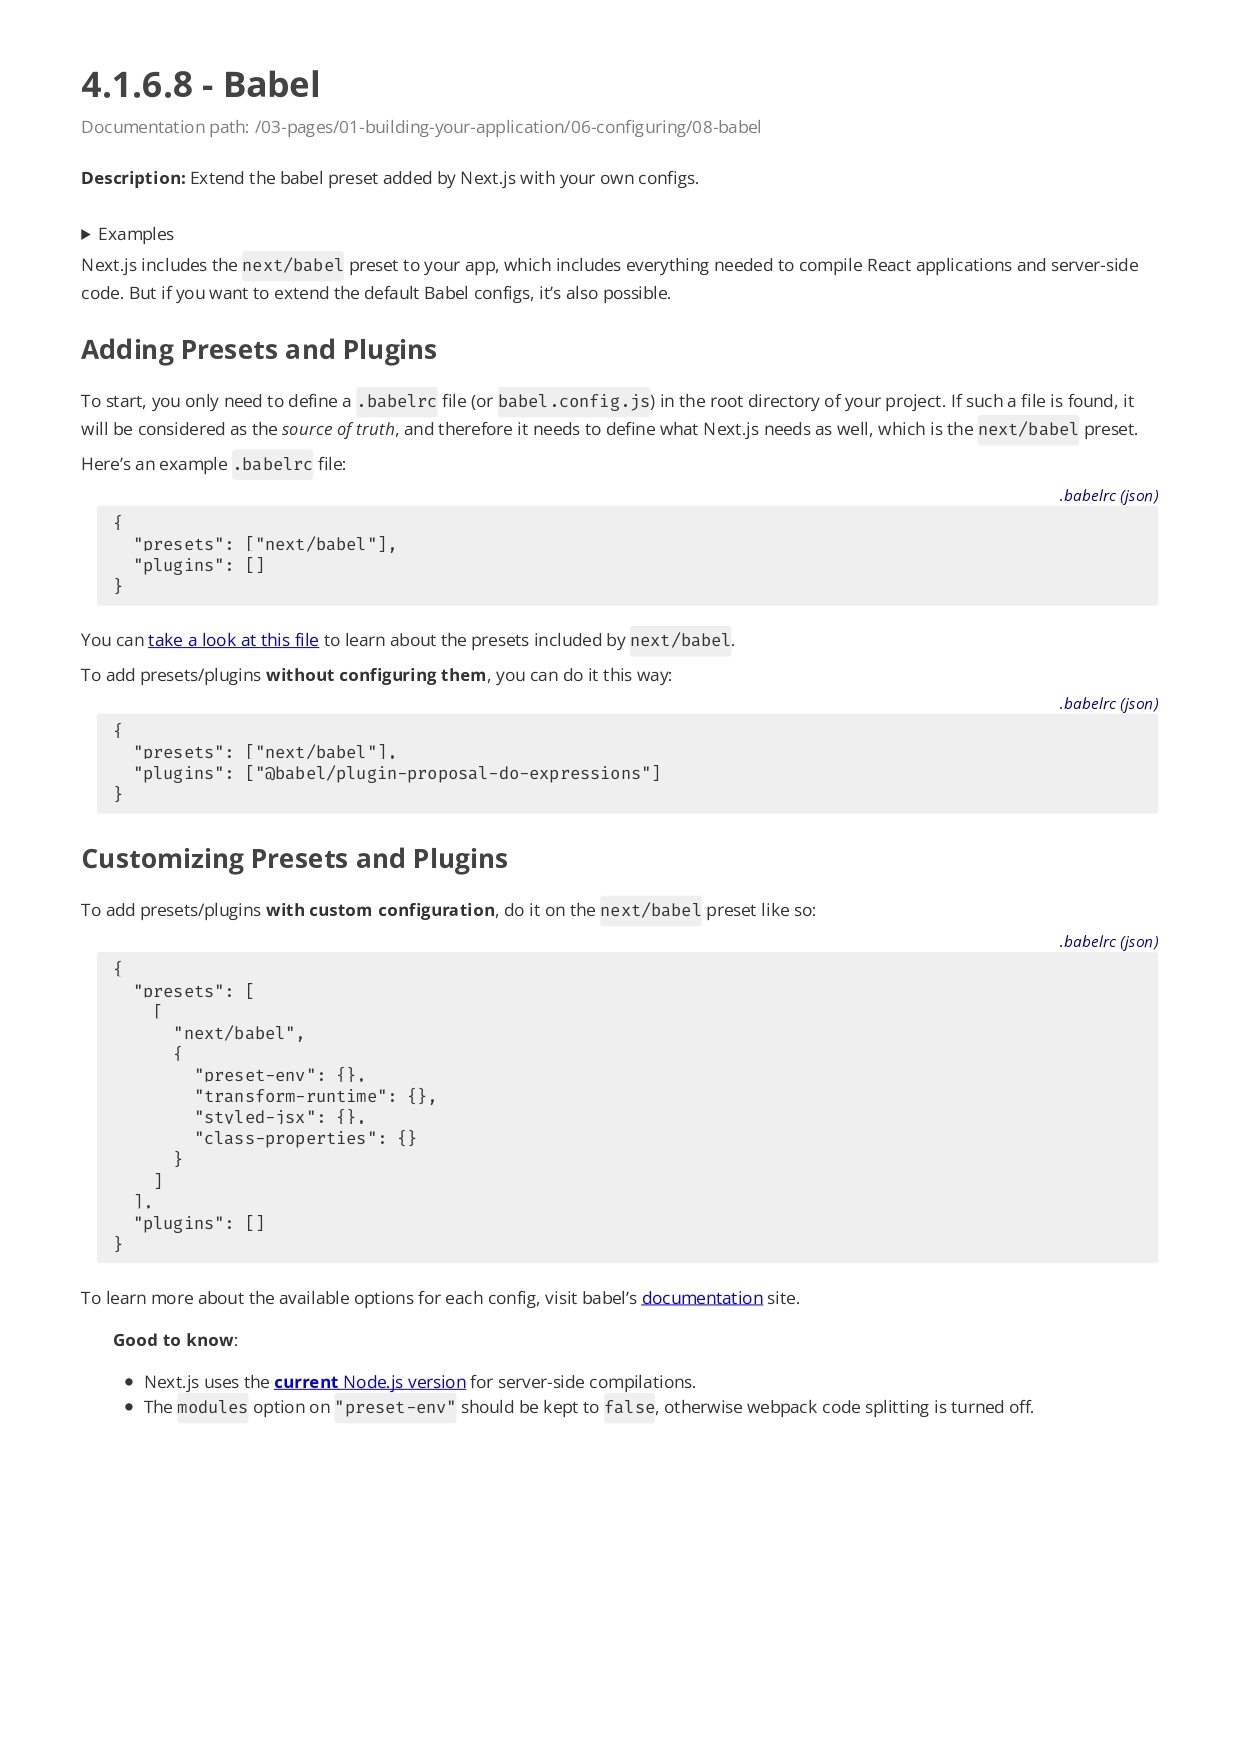 4.1.6.8 - Babel
Documentation path: /03-pages/01-building-your-application/06-configuring/08-babel
Description: Extend the babel preset added by Next.js with your own configs.
▶ Examples
Next.js includes the next/babel preset to your app, which includes everything needed to compile React applications and server-side
code. But if you want to extend the default Babel configs, it’s also possible.
Adding Presets and Plugins
To start, you only need to define a .babelrc file (or babel.config.js) in the root directory of your project. If such a file is found, it
will be considered as the source of truth, and therefore it needs to define what Next.js needs as well, which is the next/babel preset.
Here’s an example .babelrc file:
.babelrc (json)
{
  "presets": ["next/babel"],
  "plugins": []
}
You can take a look at this file to learn about the presets included by next/babel.
To add presets/plugins without configuring them, you can do it this way:
.babelrc (json)
{
  "presets": ["next/babel"],
  "plugins": ["@babel/plugin-proposal-do-expressions"]
}
Customizing Presets and Plugins
To add presets/plugins with custom configuration, do it on the next/babel preset like so:
.babelrc (json)
{
  "presets": [
    [
      "next/babel",
      {
        "preset-env": {},
        "transform-runtime": {},
        "styled-jsx": {},
        "class-properties": {}
      }
    ]
  ],
  "plugins": []
}
To learn more about the available options for each config, visit babel’s documentation site.
Good to know:
● Next.js uses the current Node.js version for server-side compilations.
● The modules option on "preset-env" should be kept to false, otherwise webpack code splitting is turned off.